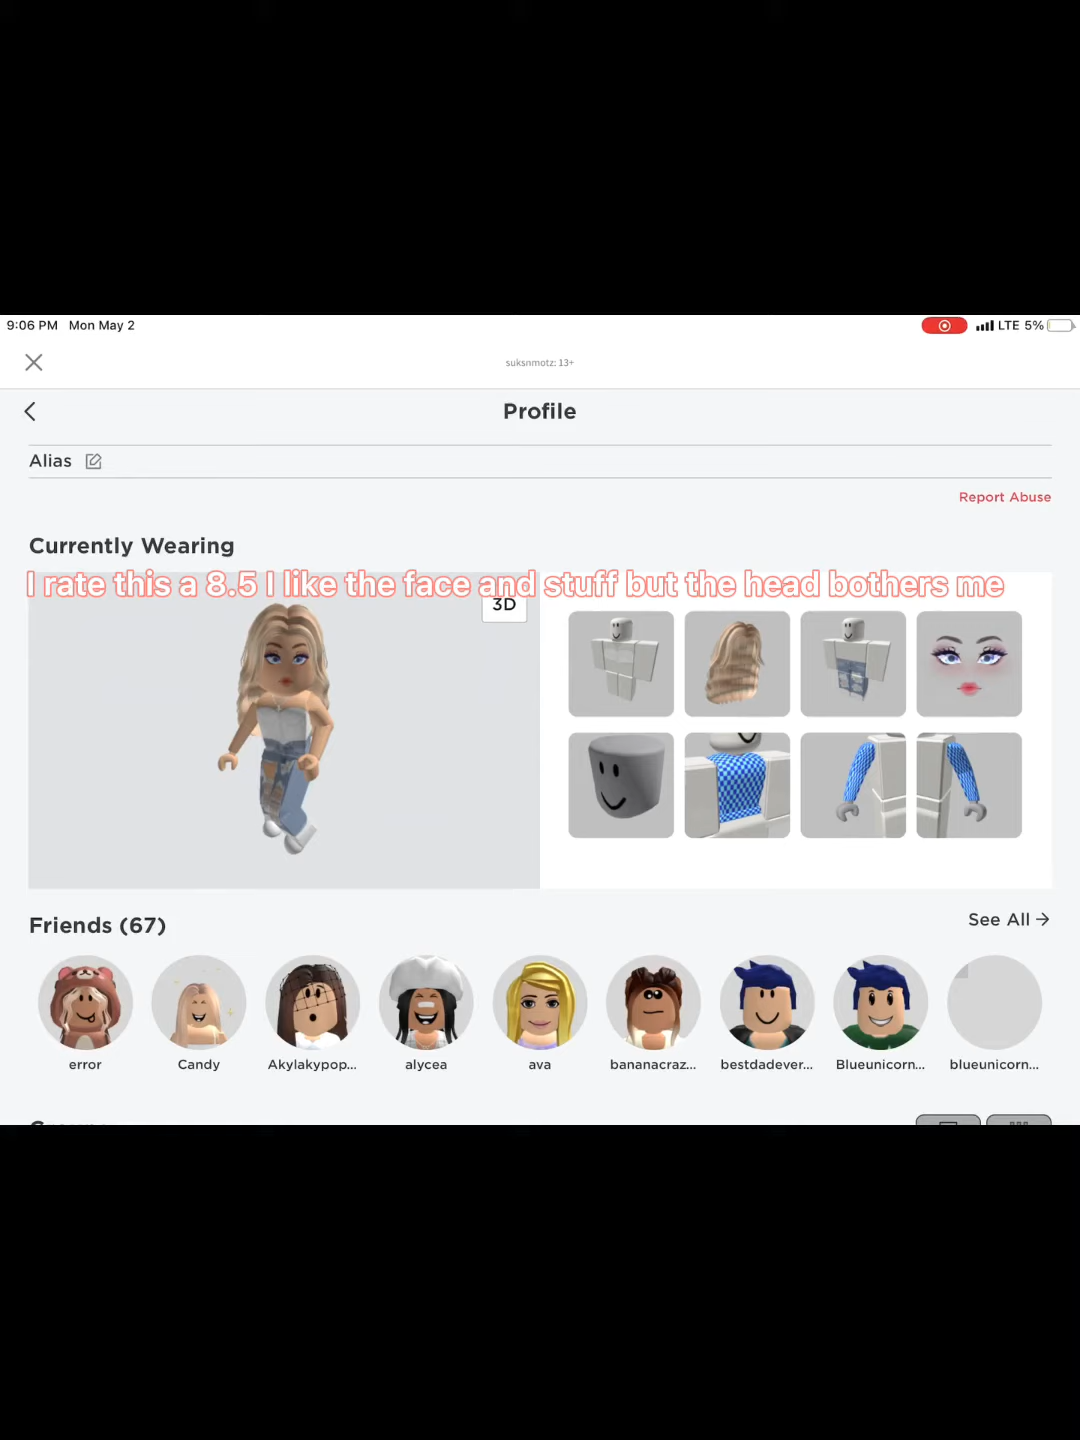 9:06 PM Mon May 2
LTE 5%
suksnmotz: 13+
Profile
Alias
Report Abuse
Currently Wearing
I rate this a 8.5 I like the face and stuff but the head bothers me
3D
Friends (67)
See All
error
Candy
Akylakypop...
alycea
ava
bananacraz...
bestdadever...
Blueunicorn...
blueunicorn...